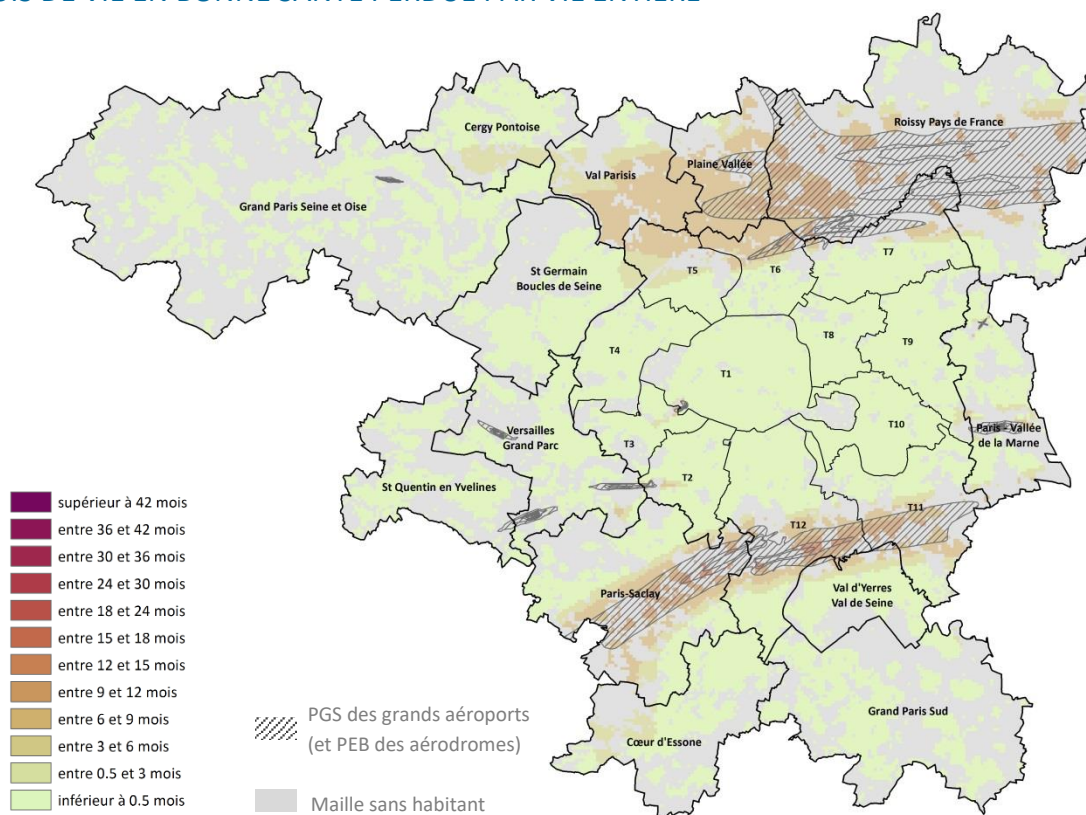 Cergy Pontoise
Roissy Pays de France
Plaine Vallée
Val Parisis
Grand Paris Seine et Oise
T5
T6
T7
St Germain
Boucles de Seine
T4
T8
T9
T1
T10
Versailles
Grand Parc
T3
Paris - Vallée
de la Marne
St Quentin en Yvelines
T2
T11
T12
Paris-Saclay
Val d'Yerres
Val de Seine
Grand Paris Sud
Cœur d'Essone
supérieur à 42 mois
entre 36 et 42 mois
entre 30 et 36 mois
entre 24 et 30 mois
entre 18 et 24 mois
entre 15 et 18 mois
entre 12 et 15 mois
entre 9 et 12 mois
entre 6 et 9 mois
entre 3 et 6 mois
entre 0.5 et 3 mois
inférieur à 0.5 mois
PGS des grands aéroports
(et PEB des aérodromes)
Maille sans habitant